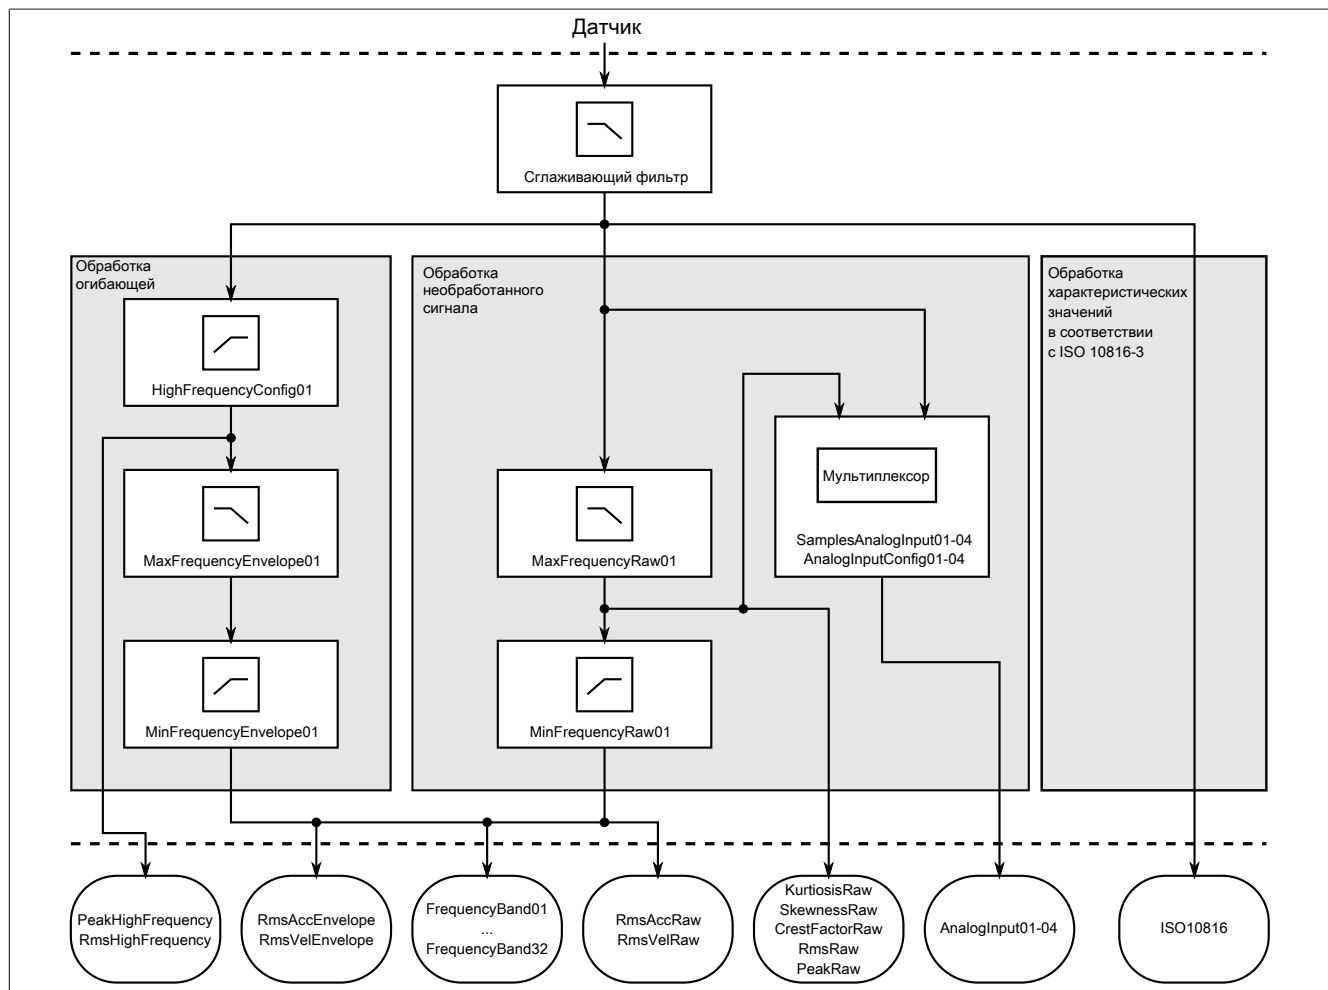 Датчик
Сглаживающий фильтр
Обработка
огибающей
HighFrequencyConfig01
MaxFrequencyEnvelope01
MinFrequencyEnvelope01
Обработка
необработанного
сигнала
MaxFrequencyRaw01
MinFrequencyRaw01
Мультиплексор
SamplesAnalogInput01-04
AnalogInputConfig01-04
Обработка
характеристических
значений
в соответствии
с ISO 10816-3
PeakHighFrequency
RmsHighFrequency
RmsAccEnvelope
RmsVelEnvelope
FrequencyBand01
...
FrequencyBand32
RmsAccRaw
RmsVelRaw
KurtiosisRaw
SkewnessRaw
CrestFactorRaw
RmsRaw
PeakRaw
AnalogInput01-04
ISO10816